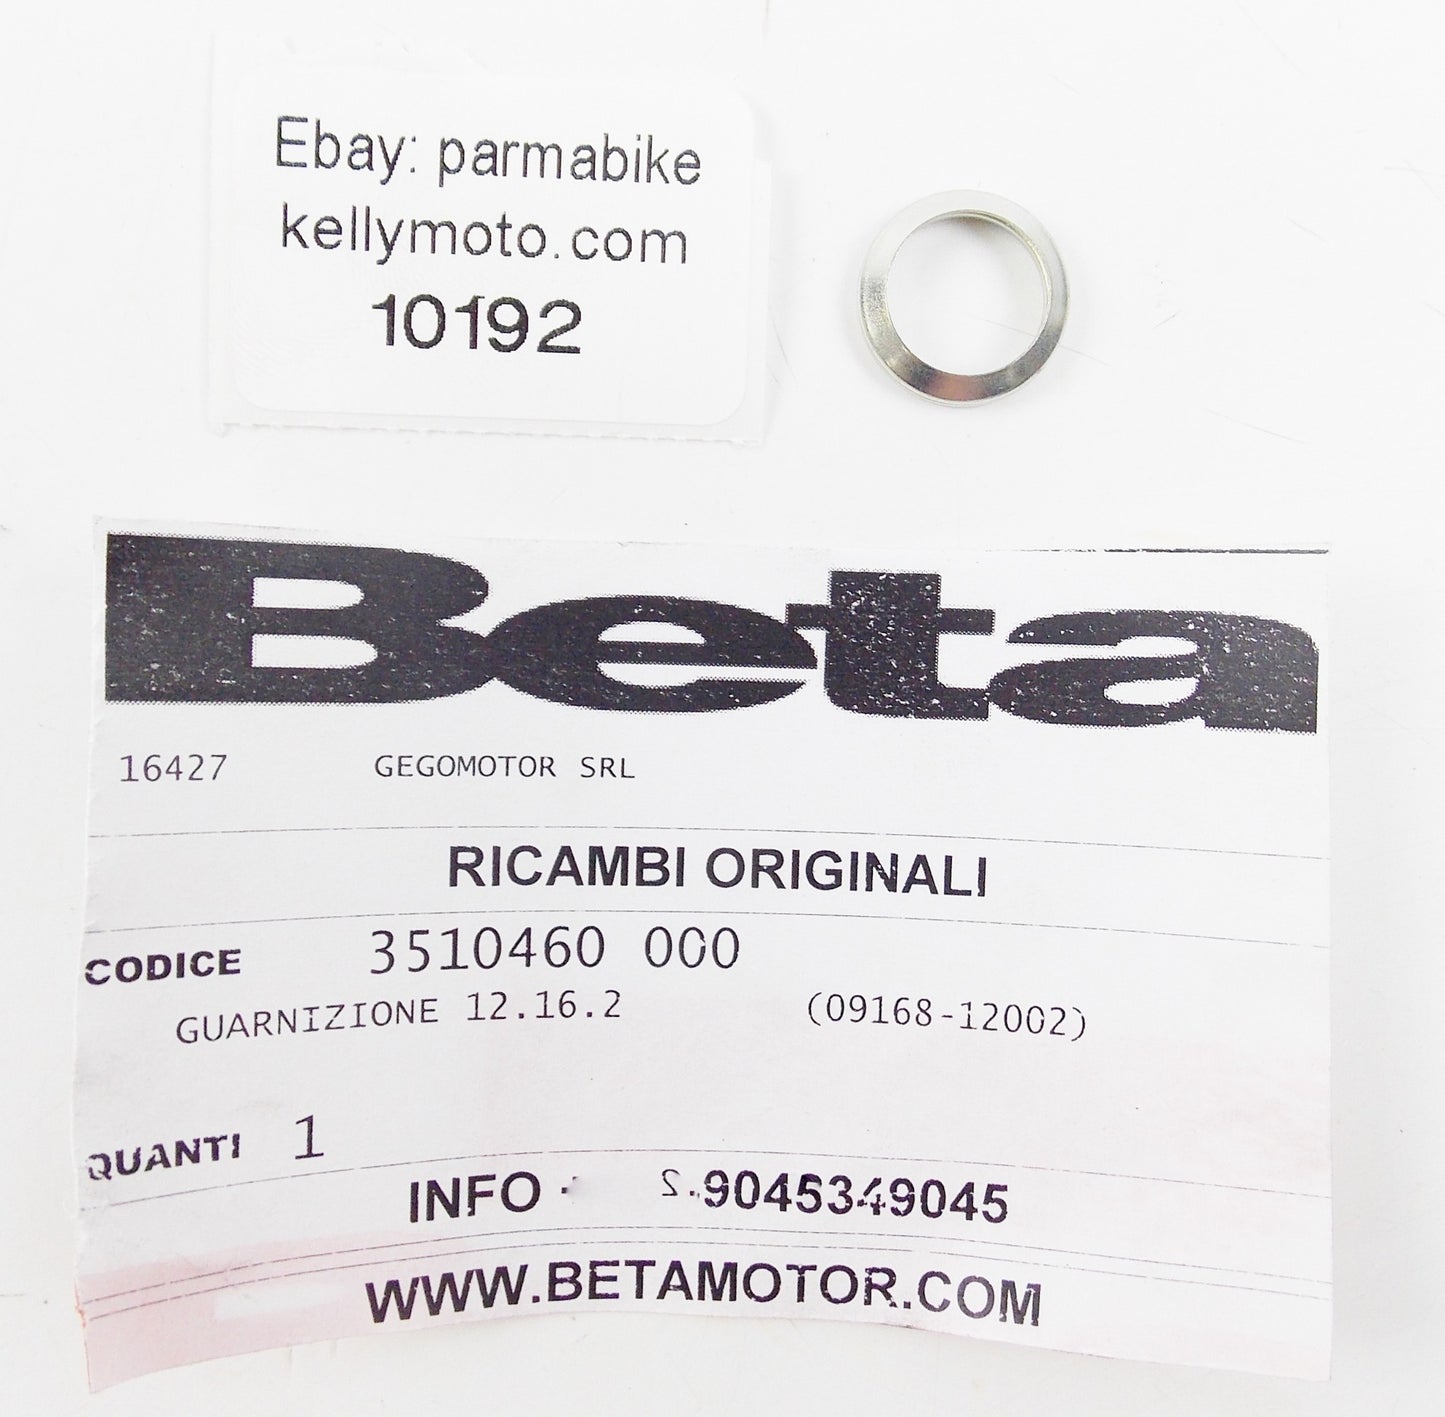 Ebay: parmabike
kellymoto.com
10192
Beta
16427 GEGOMOTOR SRL
RICAMBI ORIGINALI
CODICE 3510460 000
GUARNIZIONE 12.16.2 (09168-12002)
QUANTI 1
INFO 9045349045
WWW.BETAMOTOR.COM